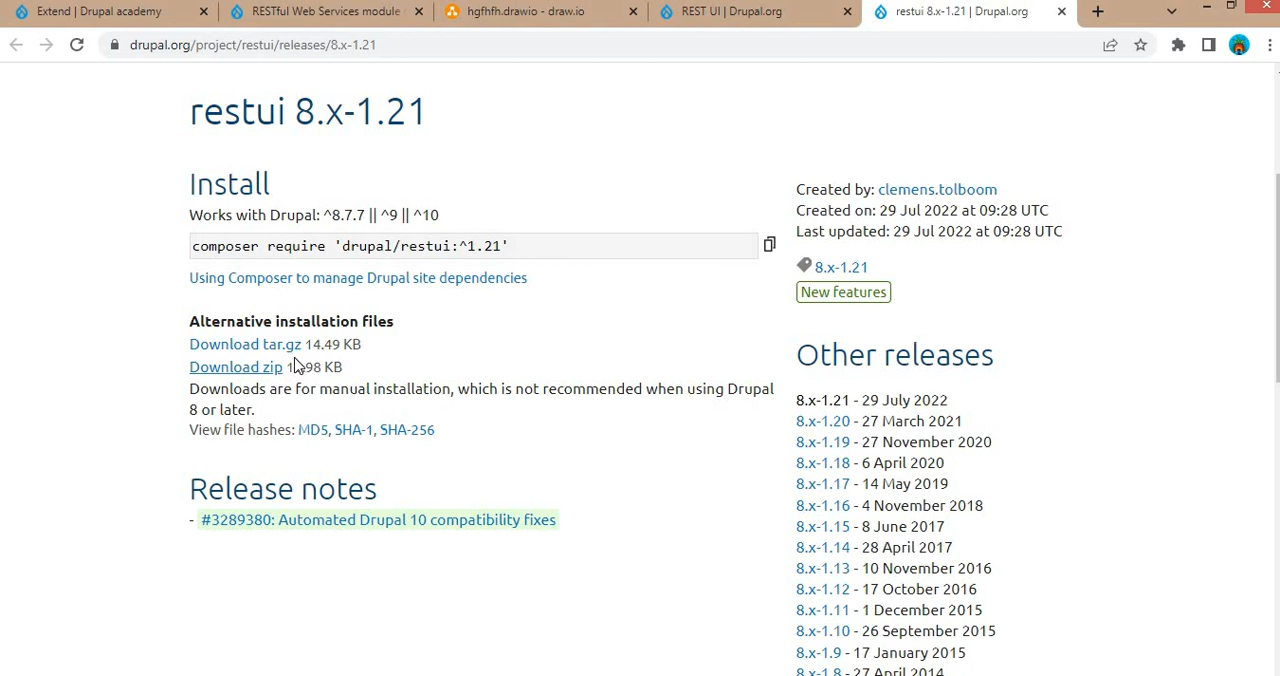 Extend | Drupal academy
RESTful Web Services module
hgfhfh.drawio - draw.io
REST UI | Drupal.org
restui 8.x-1.21 | Drupal.org
drupal.org/project/restui/releases/8.x-1.21
restui 8.x-1.21
Install
Works with Drupal: ^8.7.7 || ^9 || ^10
composer require 'drupal/restui:^1.21'
Using Composer to manage Drupal site dependencies
Alternative installation files
Download tar.gz 14.49 KB
Download zip 98 KB
Downloads are for manual installation, which is not recommended when using Drupal
8 or later.
View file hashes: MD5, SHA-1, SHA-256
Release notes
- #3289380: Automated Drupal 10 compatibility fixes
Created by: clemens.tolboom
Created on: 29 Jul 2022 at 09:28 UTC
Last updated: 29 Jul 2022 at 09:28 UTC
8.x-1.21
New features
Other releases
8.x-1.21 - 29 July 2022
8.x-1.20 - 27 March 2021
8.x-1.19 - 27 November 2020
8.x-1.18 - 6 April 2020
8.x-1.17 - 14 May 2019
8.x-1.16 - 4 November 2018
8.x-1.15 - 8 June 2017
8.x-1.14 - 28 April 2017
8.x-1.13 - 10 November 2016
8.x-1.12 - 17 October 2016
8.x-1.11 - 1 December 2015
8.x-1.10 - 26 September 2015
8.x-1.9 - 17 January 2015
8.x-1.8 - 27 April 2014